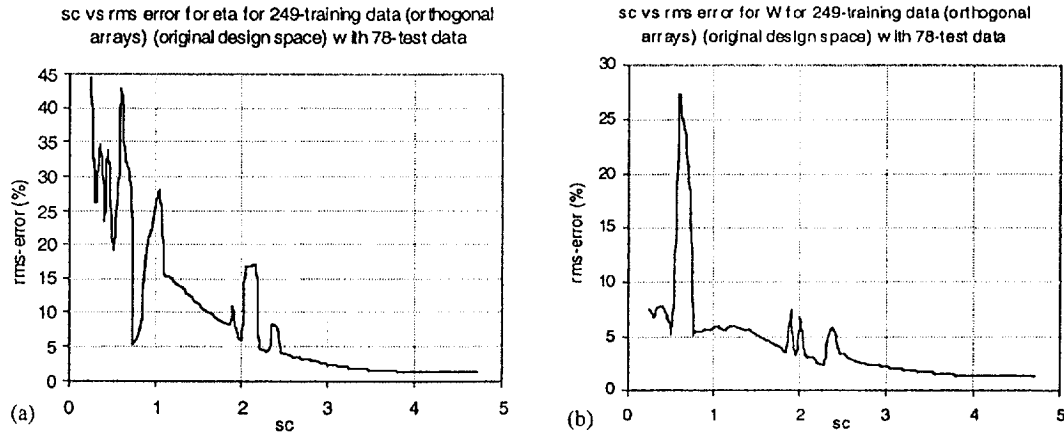 sc vs rms error for eta for 249-training data (orthogonal
arrays) (original design space) with 78-test data
45
40
35
30
25
20
15
10
5
0
rms-error (%)
0 1 2 3 4 5
sc
(a)
sc vs rms error for W for 249-training data (orthogonal
arrays) (original design space) with 78-test data
30
25
20
15
10
5
0
rms-error (%)
0 1 2 3 4 5
sc
(b)